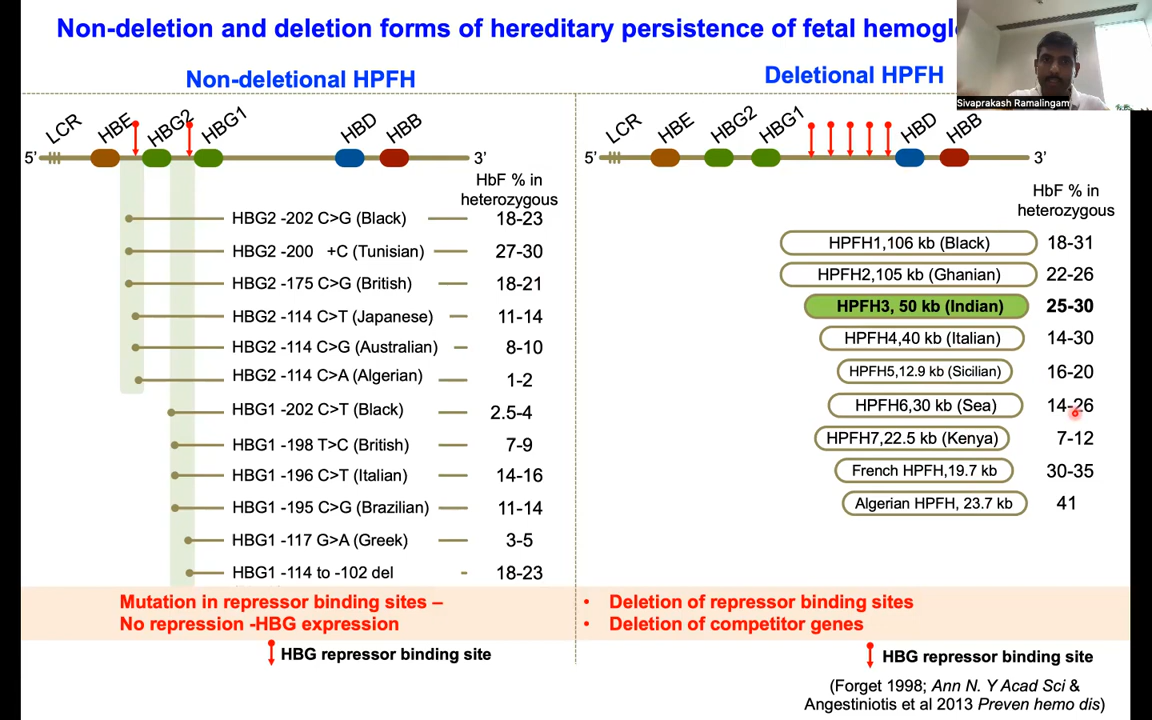 Non-deletion and deletion forms of hereditary persistence of fetal hemogl
Sivaprakash Ramalingam
Non-deletional HPFH
LCR HBE HBG2 HBG1 HBD HBB
5’ 3’
HbF % in
heterozygous
HBG2 -202 C>G (Black) 18-23
HBG2 -200 +C (Tunisian) 27-30
HBG2 -175 C>G (British) 18-21
HBG2 -114 C>T (Japanese) 11-14
HBG2 -114 C>G (Australian) 8-10
HBG2 -114 C>A (Algerian) 1-2
HBG1 -202 C>T (Black) 2.5-4
HBG1 -198 T>C (British) 7-9
HBG1 -196 C>T (Italian) 14-16
HBG1 -195 C>G (Brazilian) 11-14
HBG1 -117 G>A (Greek) 3-5
HBG1 -114 to -102 del 18-23
Mutation in repressor binding sites –
No repression -HBG expression
HBG repressor binding site
Deletional HPFH
LCR HBE HBG2 HBG1 HBD HBB
5’ 3’
HbF % in
heterozygous
HPFH1,106 kb (Black) 18-31
HPFH2,105 kb (Ghanian) 22-26
HPFH3, 50 kb (Indian) 25-30
HPFH4,40 kb (Italian) 14-30
HPFH5,12.9 kb (Sicilian) 16-20
HPFH6,30 kb (Sea) 14-26
HPFH7,22.5 kb (Kenya) 7-12
French HPFH,19.7 kb 30-35
Algerian HPFH, 23.7 kb 41
• Deletion of repressor binding sites
• Deletion of competitor genes
HBG repressor binding site
(Forget 1998; Ann N. Y Acad Sci &
Angestiniotis et al 2013 Preven hemo dis)